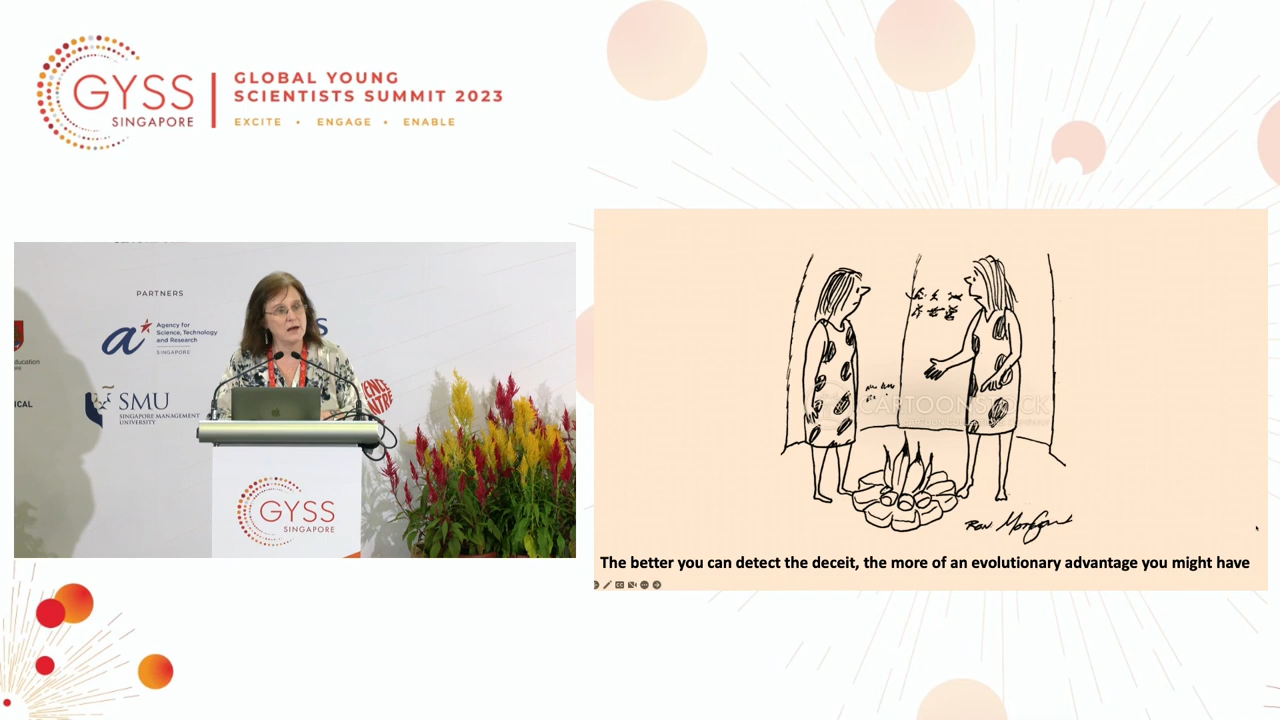 GYSS
SINGAPORE
GLOBAL YOUNG
SCIENTISTS SUMMIT 2023
EXCITE • ENGAGE • ENABLE
PARTNERS
Agency for
Science, Technology
and Research
SINGAPORE
SMU
SINGAPORE MANAGEMENT
UNIVERSITY
GYSS
SINGAPORE
CARTOONSTOCK
Ron Morgan
The better you can detect the deceit, the more of an evolutionary advantage you might have